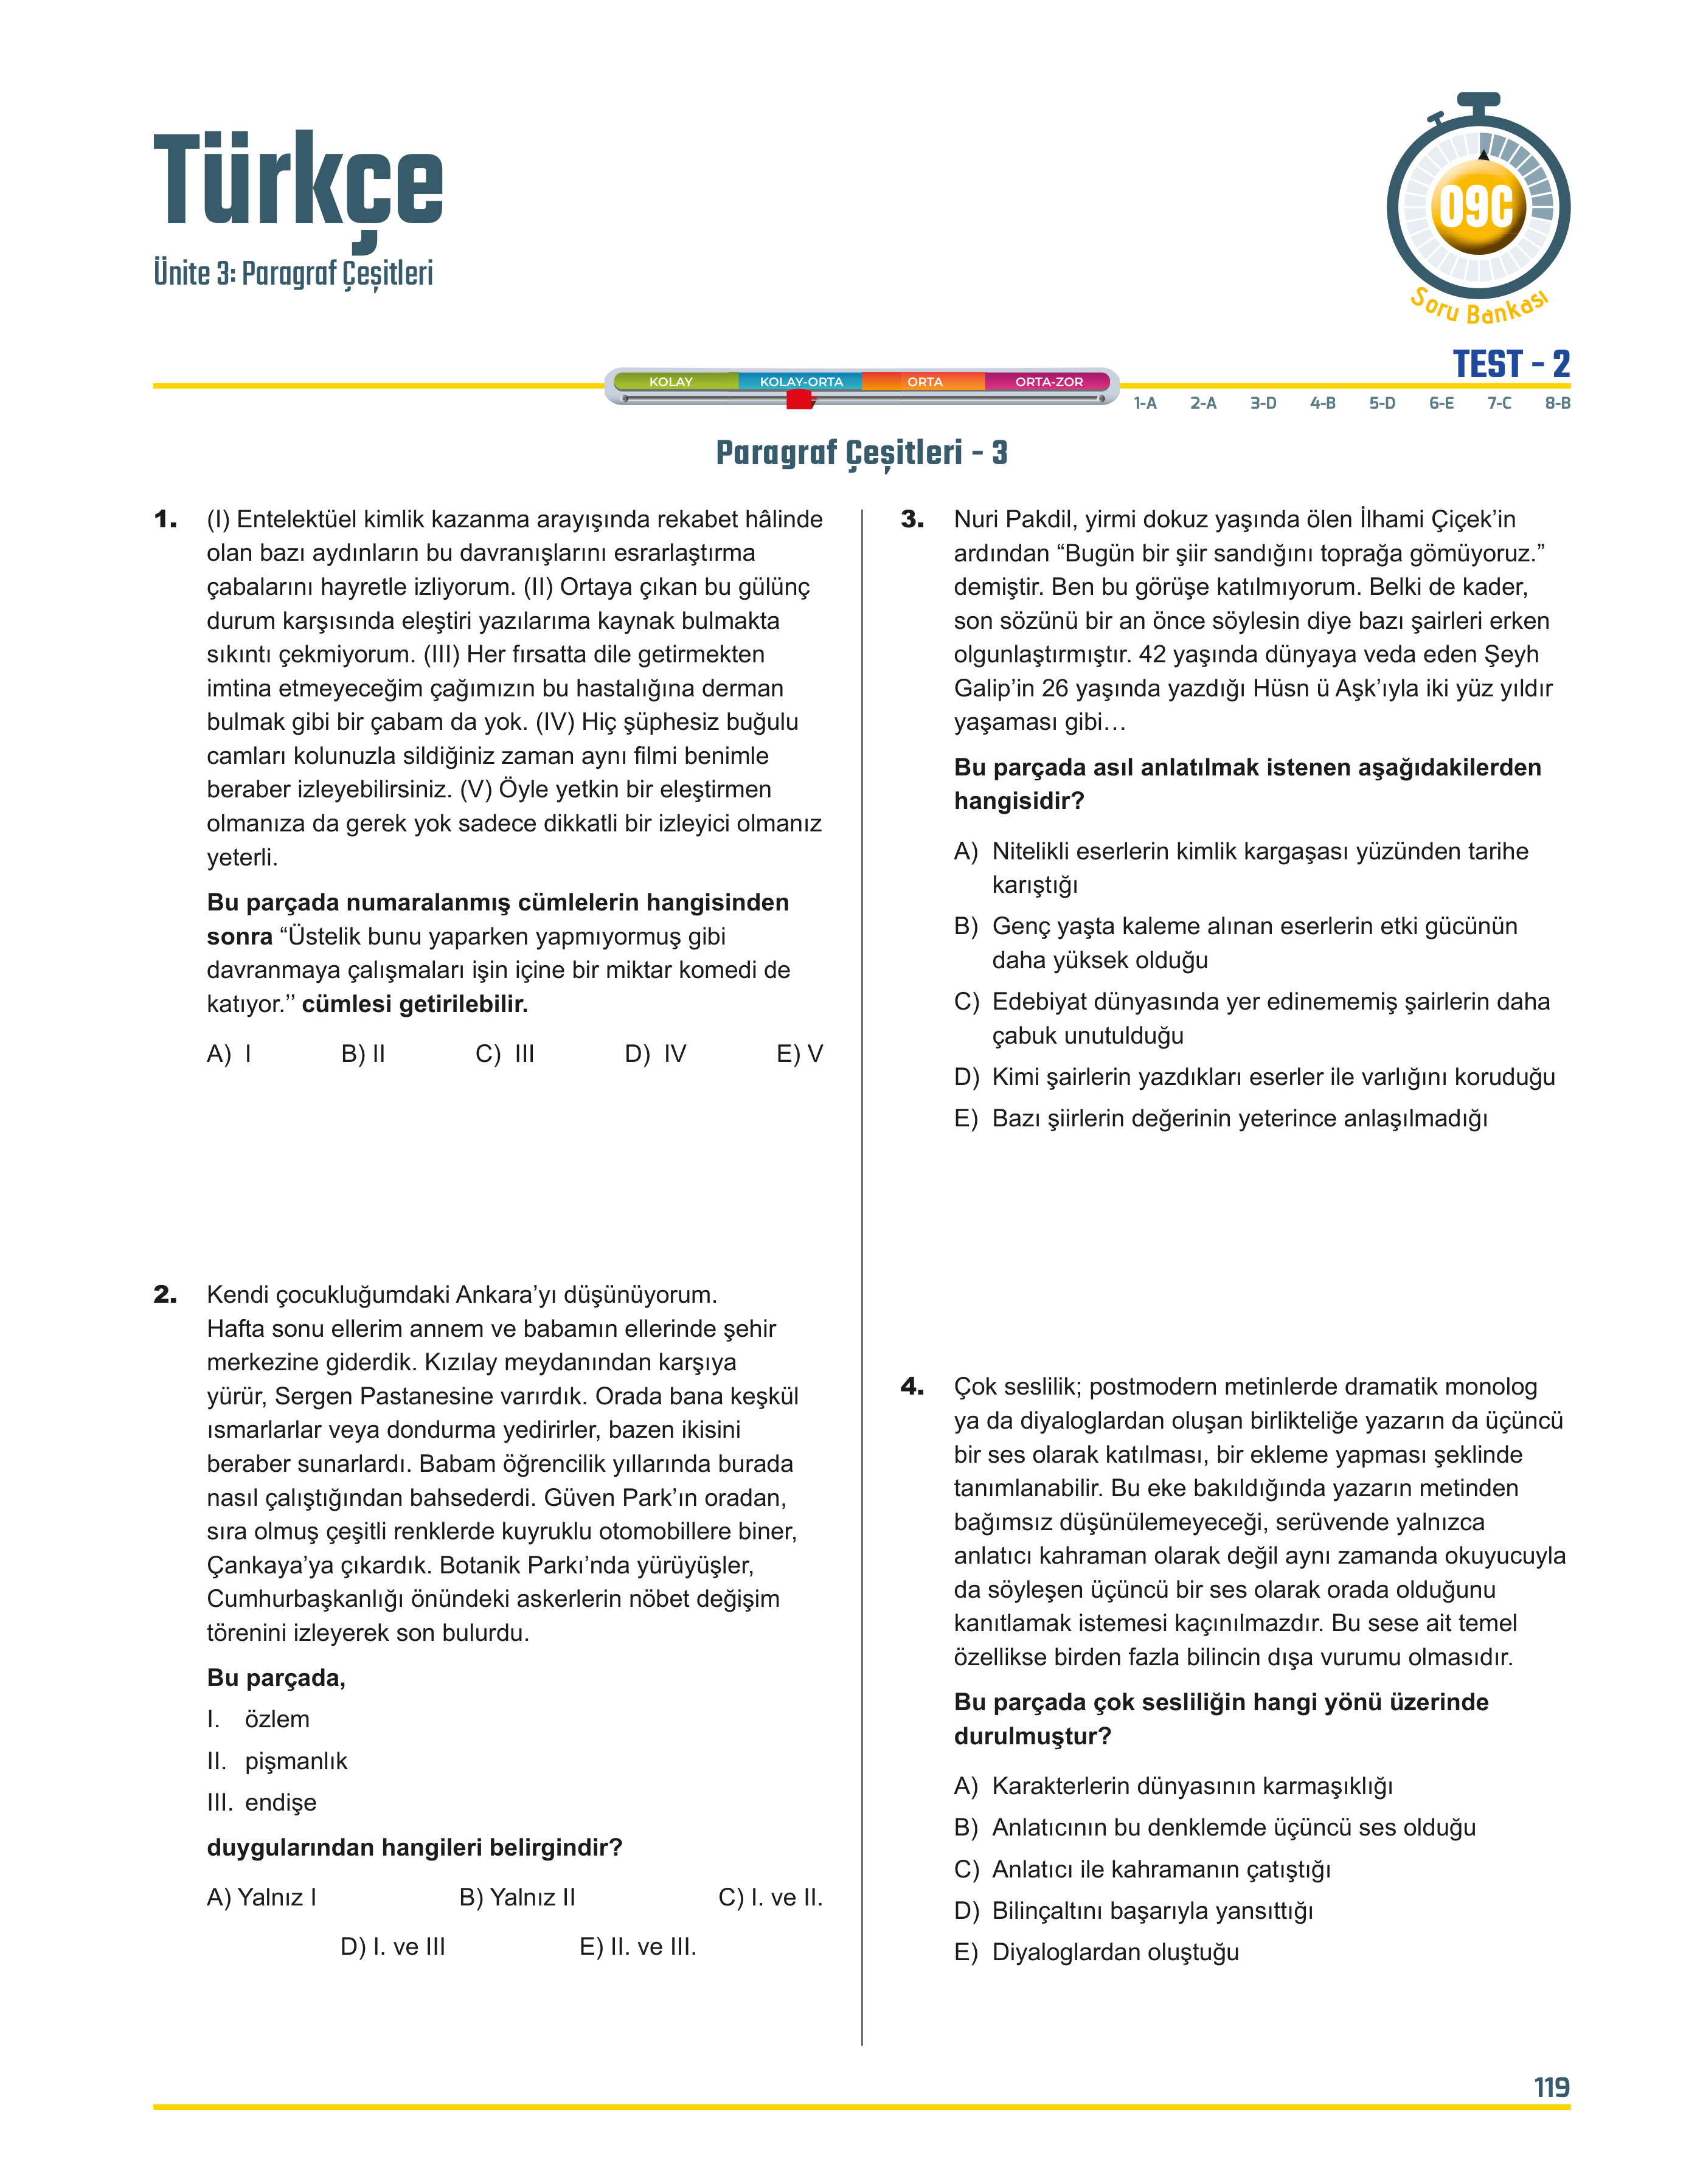 Türkçe
Ünite 3: Paragraf Çeşitleri
09C
Soru Bankası
TEST - 2
KOLAY KOLAY-ORTA ORTA ORTA-ZOR
1-A 2-A 3-D 4-B 5-D 6-E 7-C 8-B
Paragraf Çeşitleri - 3
1. (I) Entelektüel kimlik kazanma arayışında rekabet hâlinde
olan bazı aydınların bu davranışlarını esrarlaştırma
çabalarını hayretle izliyorum. (II) Ortaya çıkan bu gülünç
durum karşısında eleştiri yazılarıma kaynak bulmakta
sıkıntı çekmiyorum. (III) Her fırsatta dile getirmekten
imtina etmeyeceğim çağımızın bu hastalığına derman
bulmak gibi bir çabam da yok. (IV) Hiç şüphesiz buğulu
camları kolunuzla sildiğiniz zaman aynı filmi benimle
beraber izleyebilirsiniz. (V) Öyle yetkin bir eleştirmen
olmanıza da gerek yok sadece dikkatli bir izleyici olmanız
yeterli.
Bu parçada numaralanmış cümlelerin hangisinden
sonra “Üstelik bunu yaparken yapmıyormuş gibi
davranmaya çalışmaları işin içine bir miktar komedi de
katıyor.’’ cümlesi getirilebilir.
A) I B) II C) III D) IV E) V
2. Kendi çocukluğumdaki Ankara’yı düşünüyorum.
Hafta sonu ellerim annem ve babamın ellerinde şehir
merkezine giderdik. Kızılay meydanından karşıya
yürür, Sergen Pastanesine varırdık. Orada bana keşkül
ısmarlarlar veya dondurma yedirirler, bazen ikisini
beraber sunarlardı. Babam öğrencilik yıllarında burada
nasıl çalıştığından bahsederdi. Güven Park’ın oradan,
sıra olmuş çeşitli renklerde kuyruklu otomobillere biner,
Çankaya’ya çıkardık. Botanik Parkı’nda yürüyüşler,
Cumhurbaşkanlığı önündeki askerlerin nöbet değişim
törenini izleyerek son bulurdu.
Bu parçada,
I. özlem
II. pişmanlık
III. endişe
duygularından hangileri belirgindir?
A) Yalnız I B) Yalnız II C) I. ve II.
D) I. ve III E) II. ve III.
3. Nuri Pakdil, yirmi dokuz yaşında ölen İlhami Çiçek’in
ardından “Bugün bir şiir sandığını toprağa gömüyoruz.”
demiştir. Ben bu görüşe katılmıyorum. Belki de kader,
son sözünü bir an önce söylesin diye bazı şairleri erken
olgunlaştırmıştır. 42 yaşında dünyaya veda eden Şeyh
Galip’in 26 yaşında yazdığı Hüsn ü Aşk’ıyla iki yüz yıldır
yaşaması gibi…
Bu parçada asıl anlatılmak istenen aşağıdakilerden
hangisidir?
A) Nitelikli eserlerin kimlik kargaşası yüzünden tarihe
karıştığı
B) Genç yaşta kaleme alınan eserlerin etki gücünün
daha yüksek olduğu
C) Edebiyat dünyasında yer edinememiş şairlerin daha
çabuk unutulduğu
D) Kimi şairlerin yazdıkları eserler ile varlığını koruduğu
E) Bazı şiirlerin değerinin yeterince anlaşılmadığı
4. Çok seslilik; postmodern metinlerde dramatik monolog
ya da diyaloglardan oluşan birlikteliğe yazarın da üçüncü
bir ses olarak katılması, bir ekleme yapması şeklinde
tanımlanabilir. Bu eke bakıldığında yazarın metinden
bağımsız düşünülemeyeceği, serüvende yalnızca
anlatıcı kahraman olarak değil aynı zamanda okuyucuyla
da söyleşen üçüncü bir ses olarak orada olduğunu
kanıtlamak istemesi kaçınılmazdır. Bu sese ait temel
özellikse birden fazla bilincin dışa vurumu olmasıdır.
Bu parçada çok sesliliğin hangi yönü üzerinde
durulmuştur?
A) Karakterlerin dünyasının karmaşıklığı
B) Anlatıcının bu denklemde üçüncü ses olduğu
C) Anlatıcı ile kahramanın çatıştığı
D) Bilinçaltını başarıyla yansıttığı
E) Diyaloglardan oluştuğu
119